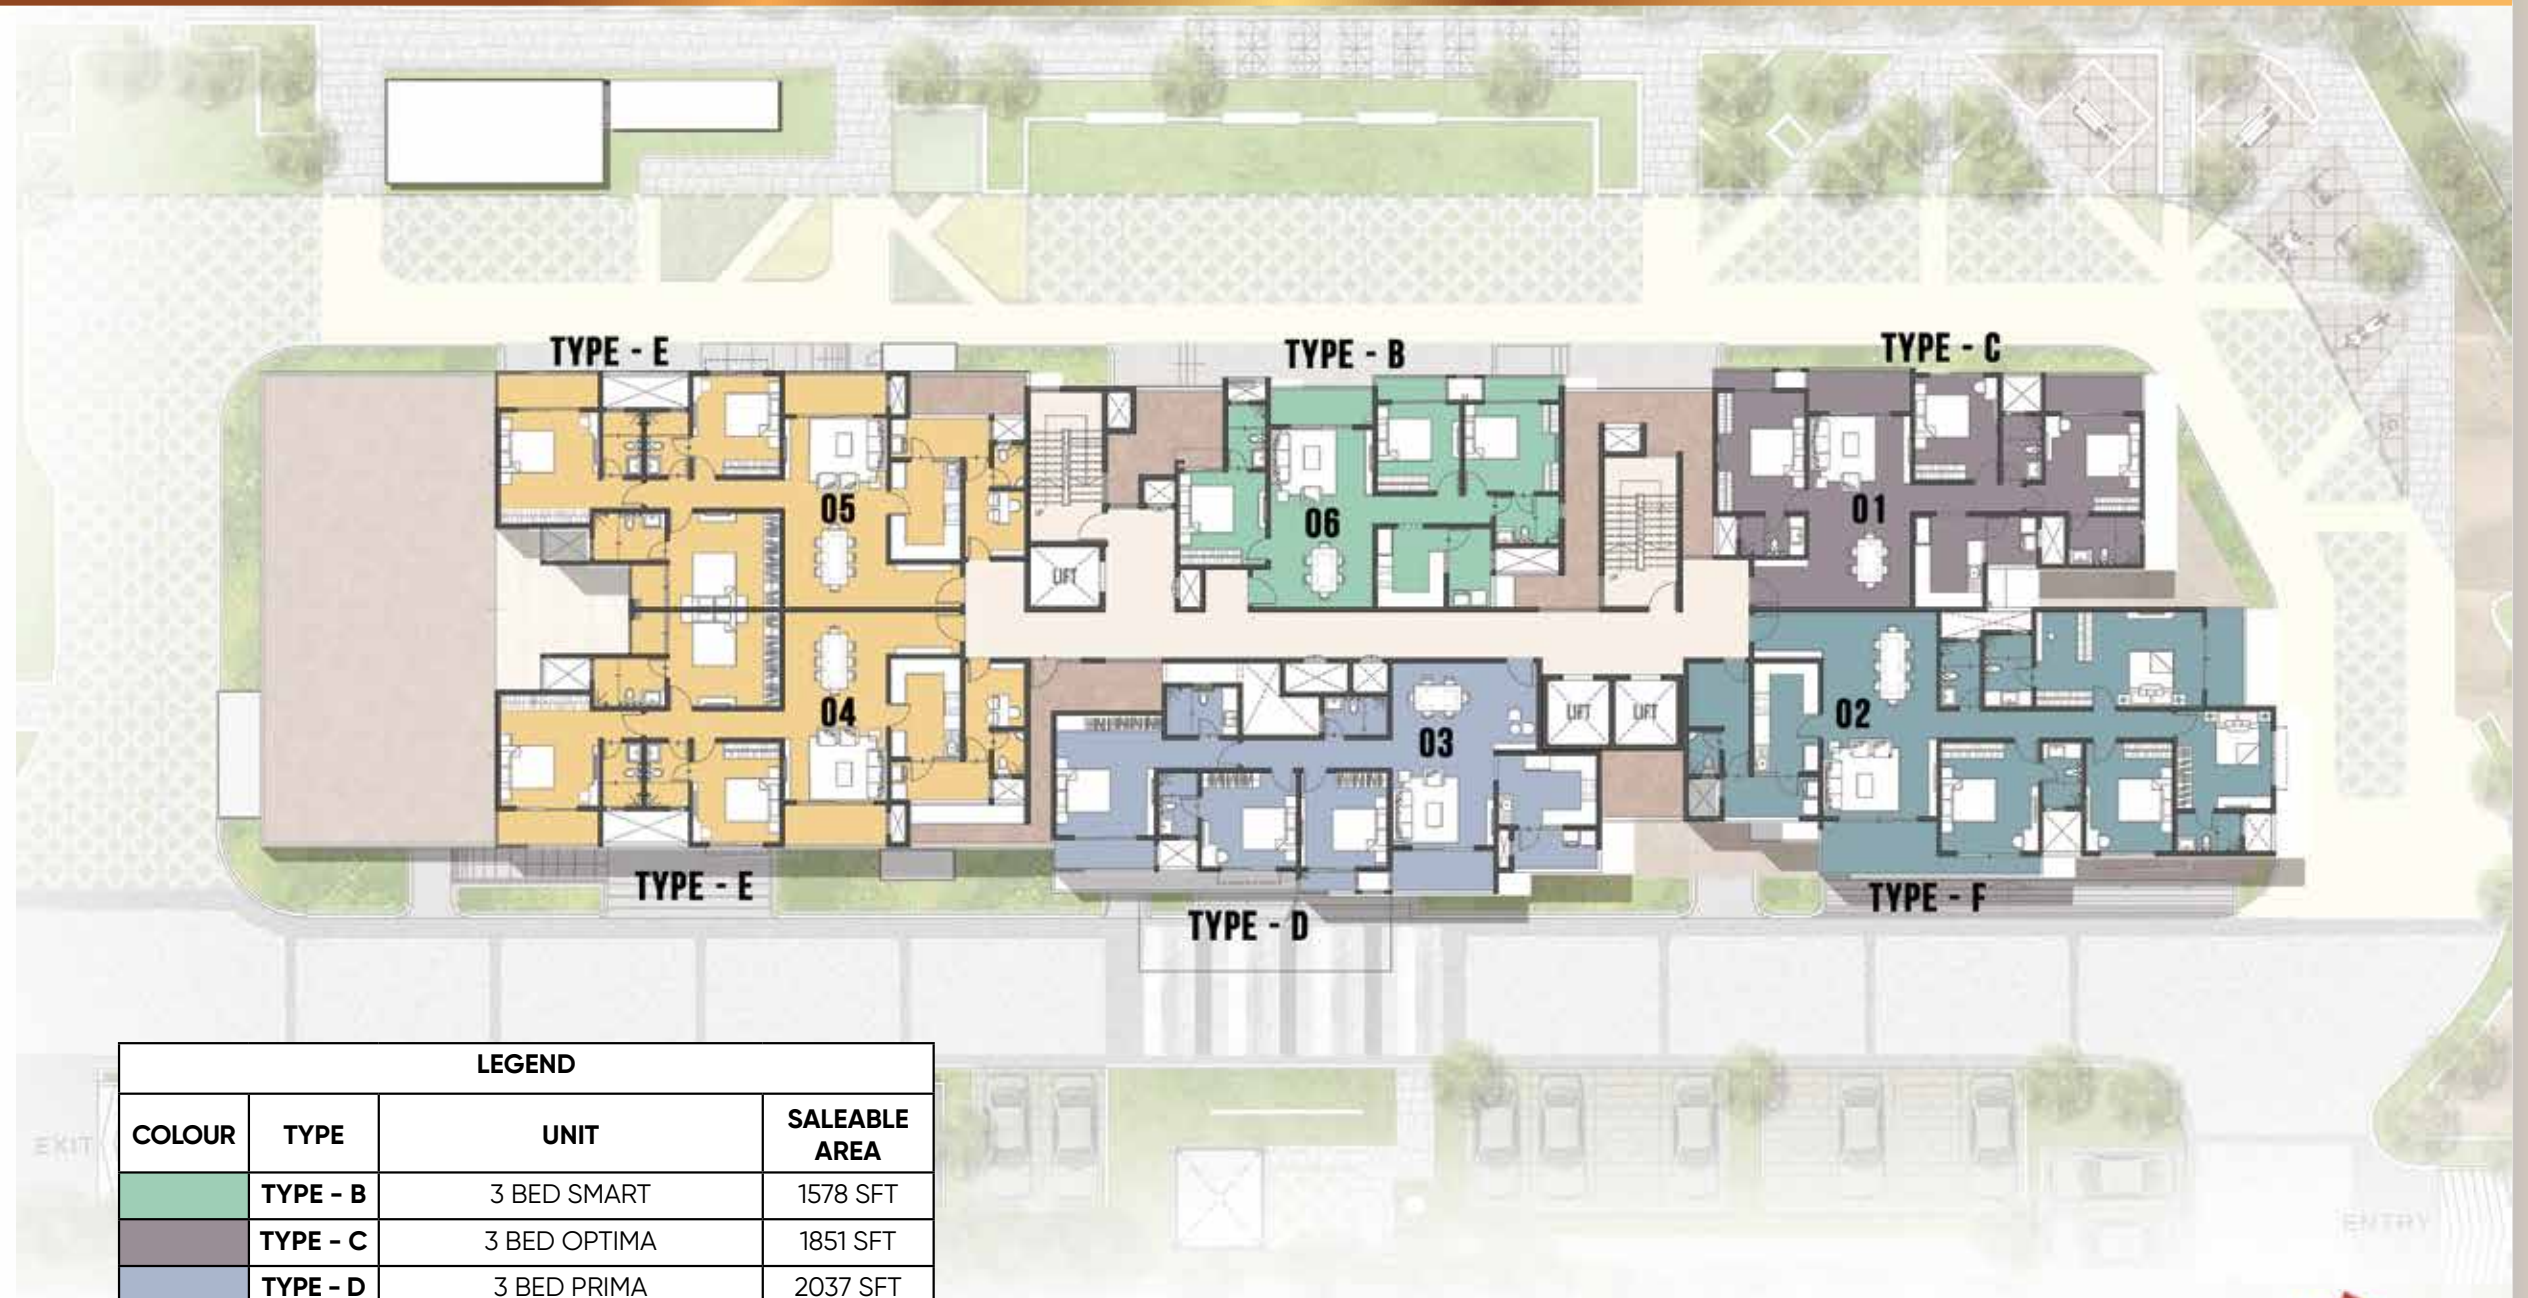 TYPE - E
TYPE - B
TYPE - C
05
06
01
LIFT
04
03
02
LIFT
LIFT
TYPE - E
TYPE - D
TYPE - F
EXIT
ENTRY
LEGEND
COLOUR TYPE UNIT SALEABLE AREA
TYPE - B 3 BED SMART 1578 SFT
TYPE - C 3 BED OPTIMA 1851 SFT
TYPE - D 3 BED PRIMA 2037 SFT